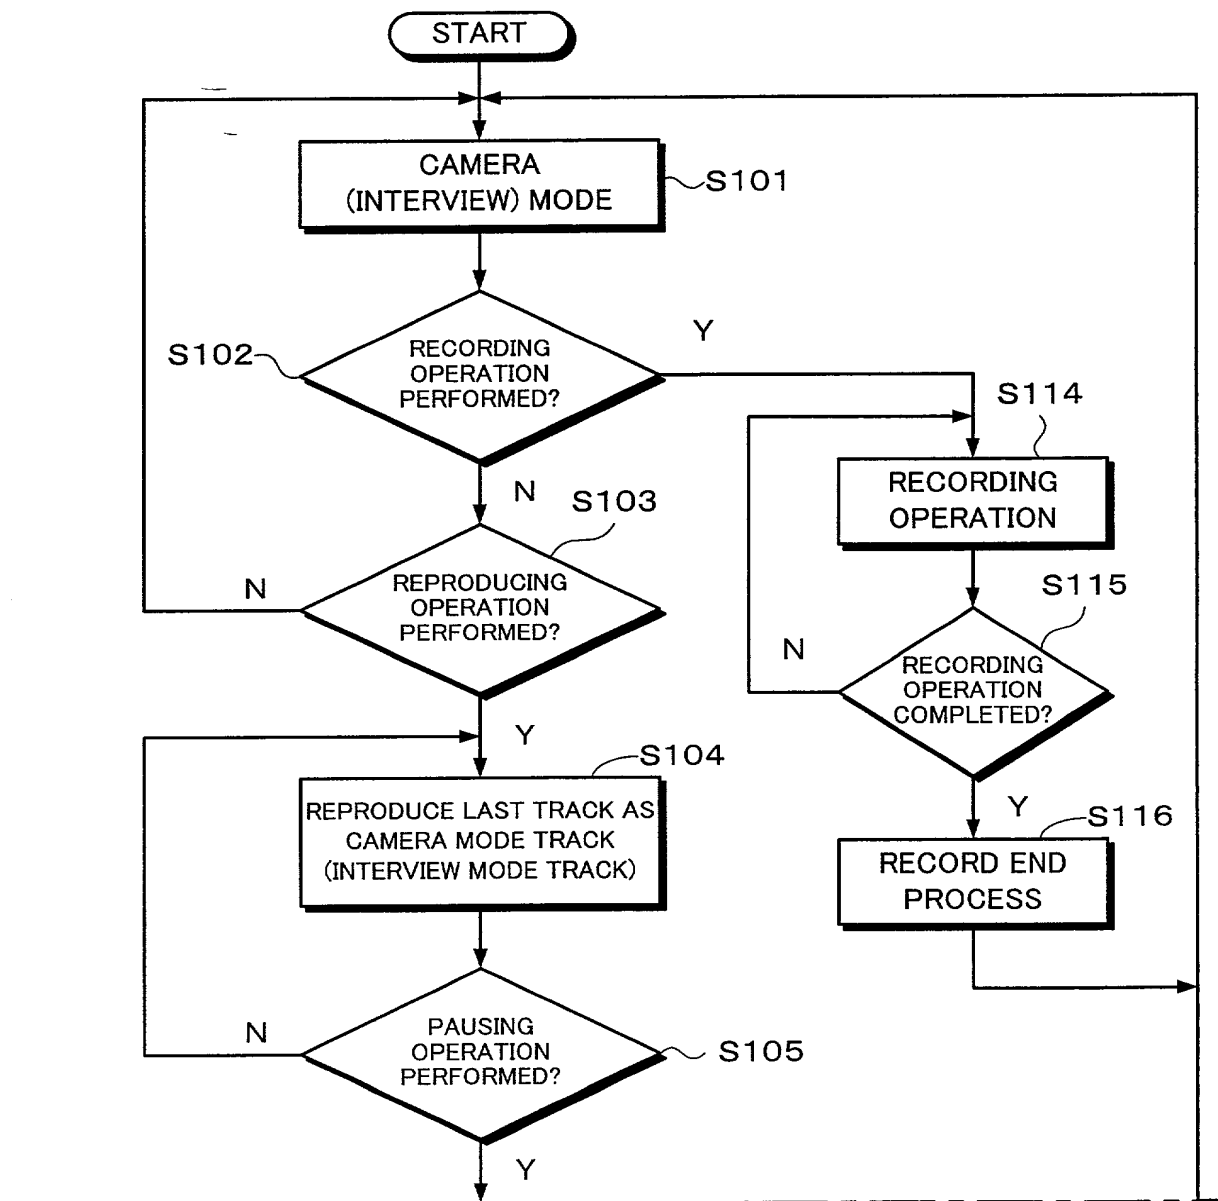 START
CAMERA
(INTERVIEW) MODE
S101
RECORDING
OPERATION
PERFORMED?
S102
Y
N
S103
REPRODUCING
OPERATION
PERFORMED?
N
Y
S104
REPRODUCE LAST TRACK AS
CAMERA MODE TRACK
(INTERVIEW MODE TRACK)
PAUSING
OPERATION
PERFORMED?
N
S105
Y
S114
RECORDING
OPERATION
S115
RECORDING
OPERATION
COMPLETED?
N
Y
S116
RECORD END
PROCESS